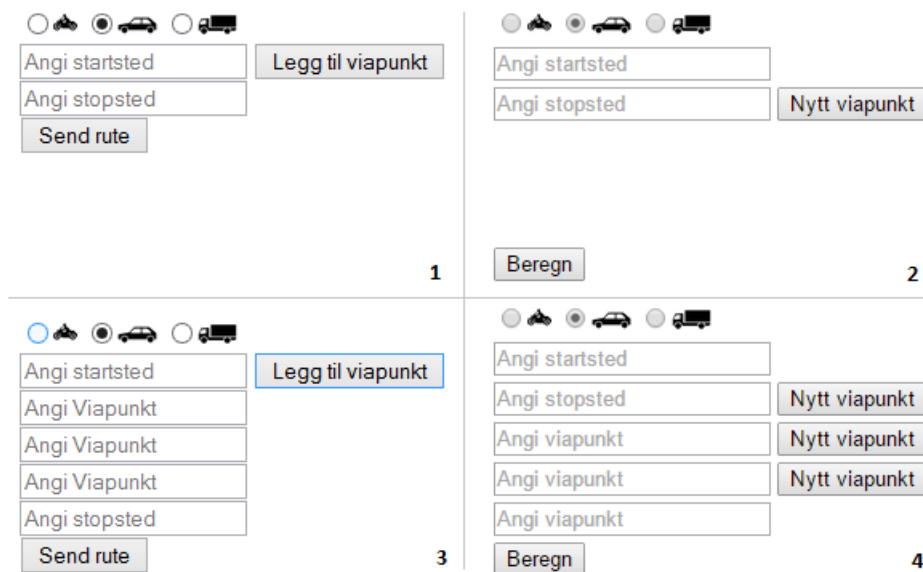 Angi startsted Legg til viapunkt
Angi stopsted
Send rute
1
Angi startsted
Angi stopsted Nytt viapunkt
Beregn
2
Angi startsted Legg til viapunkt
Angi Viapunkt
Angi Viapunkt
Angi Viapunkt
Angi stopsted
Send rute
3
Angi startsted
Angi stopsted Nytt viapunkt
Angi viapunkt Nytt viapunkt
Angi viapunkt Nytt viapunkt
Angi viapunkt
Beregn
4